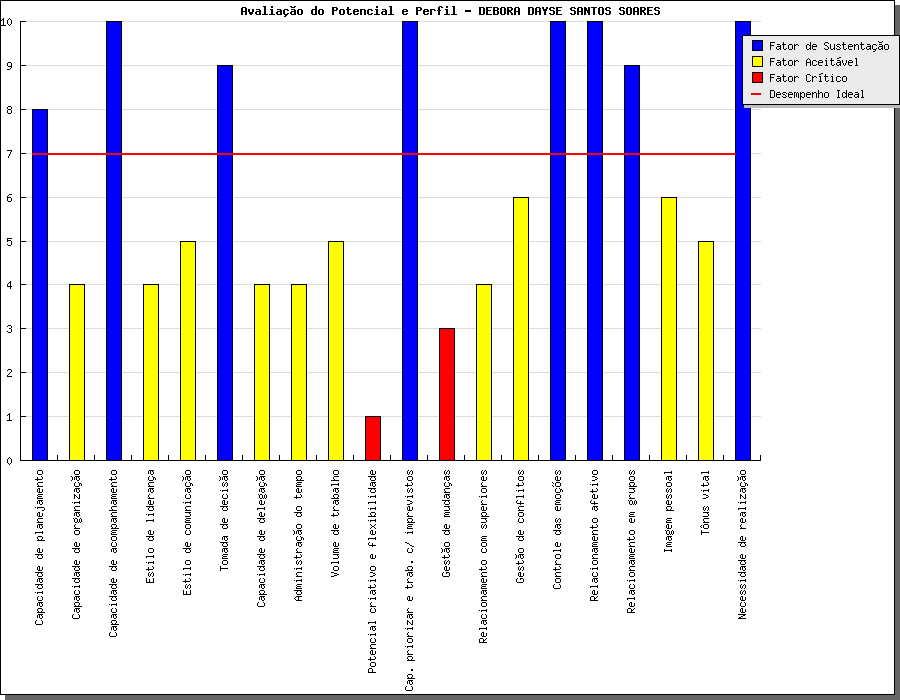 Avaliação do Potencial e Perfil - DEBORA DAYSE SANTOS SOARES
10
9
8
7
6
5
4
3
2
1
0
Fator de Sustentação
Fator Aceitável
Fator Crítico
Desempenho Ideal
Capacidade de planejamento
Capacidade de organização
Capacidade de acompanhamento
Estilo de liderança
Estilo de comunicação
Tomada de decisão
Capacidade de delegação
Administração do tempo
Volume de trabalho
Potencial criativo e flexibilidade
Cap. priorizar e trab. c/ imprevistos
Gestão de mudanças
Relacionamento com superiores
Gestão de conflitos
Controle das emoções
Relacionamento afetivo
Relacionamento em grupos
Imagem pessoal
Tônus vital
Necessidade de realização